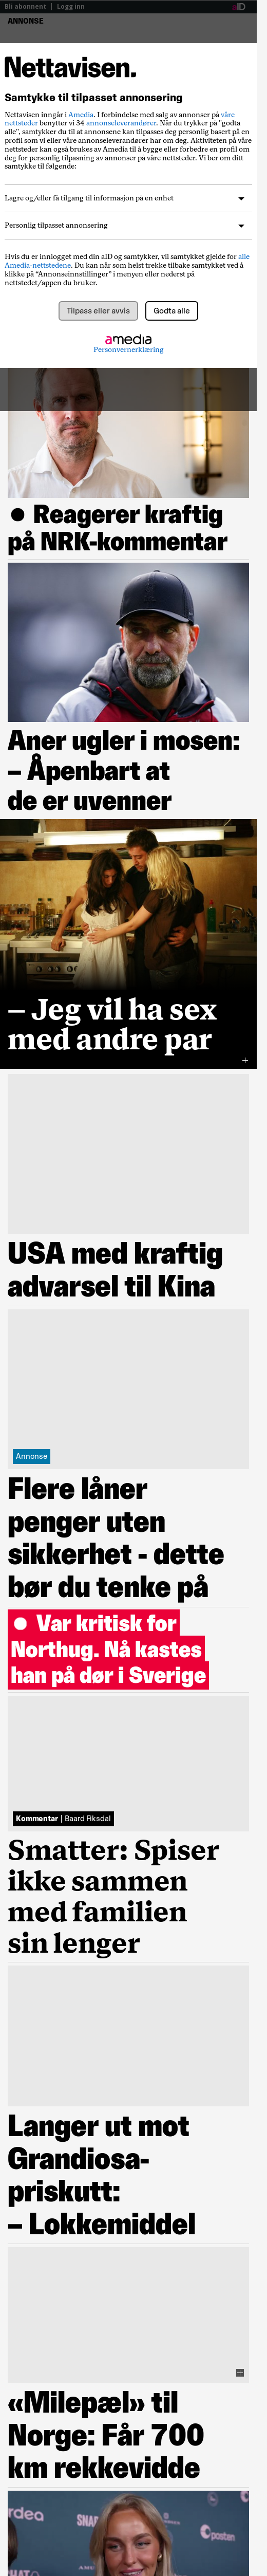 Bli abonnent | Logg inn
aID
ANNONSE
Nettavisen.
Samtykke til tilpasset annonsering
Nettavisen inngår i Amedia. I forbindelse med salg av annonser på våre
nettsteder benytter vi 34 annonseleverandører. Når du trykker på "godta
alle", samtykker du til at annonsene kan tilpasses deg personlig basert på en
profil som vi eller våre annonseleverandører har om deg. Aktiviteten på våre
nettsteder kan også brukes av Amedia til å bygge eller forbedre en profil om
deg for personlig tilpassing av annonser på våre nettsteder. Vi ber om ditt
samtykke til følgende:
Lagre og/eller få tilgang til informasjon på en enhet
Personlig tilpasset annonsering
Hvis du er innlogget med din aID og samtykker, vil samtykket gjelde for alle
Amedia-nettstedene. Du kan når som helst trekke tilbake samtykket ved å
klikke på “Annonseinnstillinger” i menyen eller nederst på
nettstedet/appen du bruker.
Tilpass eller avvis
Godta alle
amedia
Personvernerklæring
● Reagerer kraftig
på NRK-kommentar
Aner ugler i mosen:
– Åpenbart at
de er uvenner
– Jeg vil ha sex
med andre par
USA med kraftig
advarsel til Kina
Annonse
Flere låner
penger uten
sikkerhet - dette
bør du tenke på
● Var kritisk for
Northug. Nå kastes
han på dør i Sverige
Kommentar | Baard Fiksdal
Smatter: Spiser
ikke sammen
med familien
sin lenger
Langer ut mot
Grandiosa-
priskutt:
– Lokkemiddel
«Milepæl» til
Norge: Får 700
km rekkevidde
posten